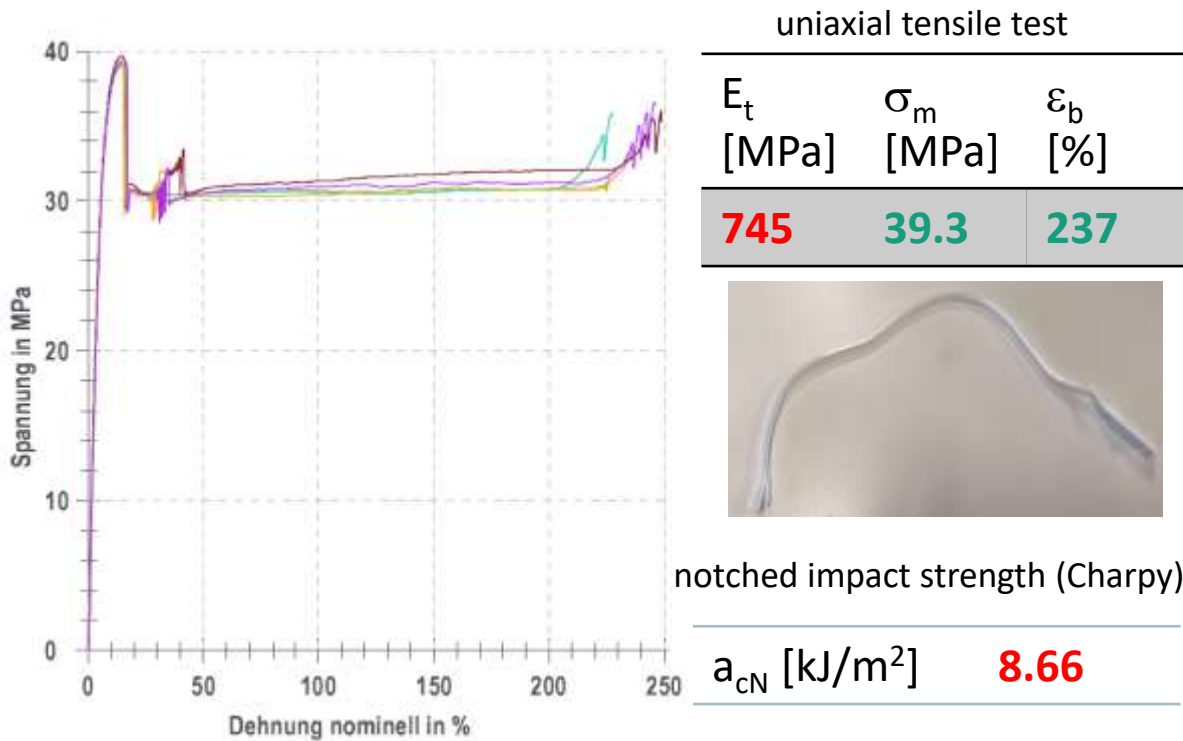 40
30
20
10
0
Spannung in MPa
0 50 100 150 200 250
Dehnung nominell in %
uniaxial tensile test
Eₜ σₘ εb
[MPa] [MPa] [%]
745 39.3 237
notched impact strength (Charpy)
acN [kJ/m²] 8.66